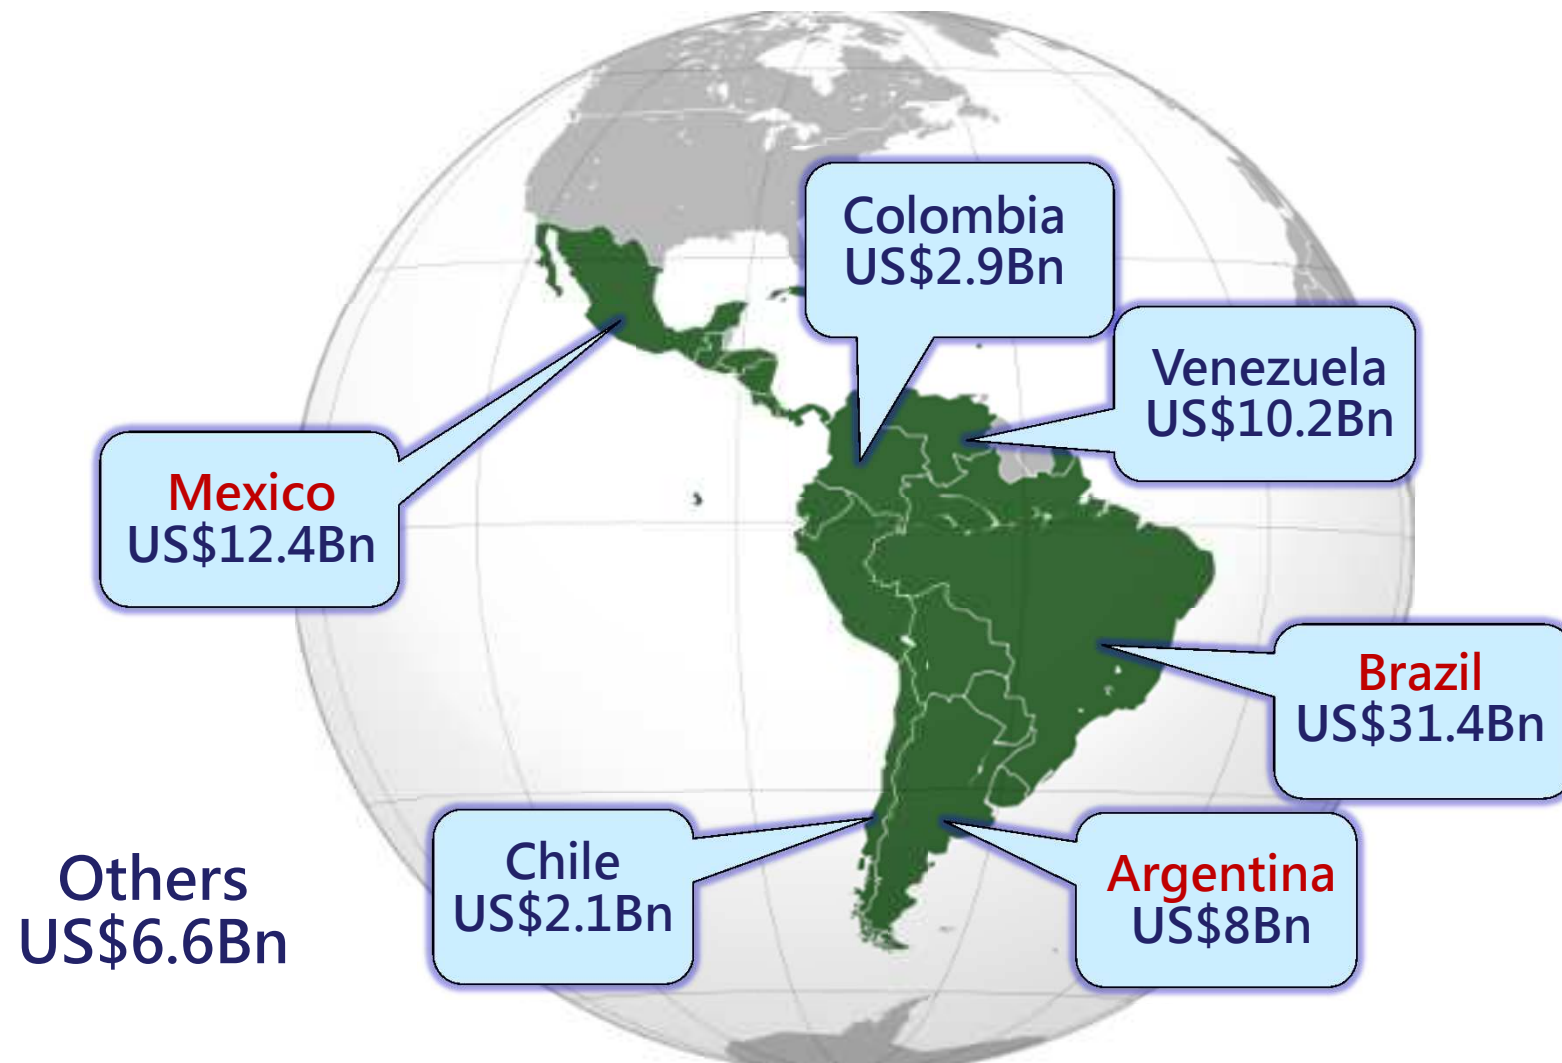 Colombia
US$2.9Bn
Venezuela
US$10.2Bn
Mexico
US$12.4Bn
Brazil
US$31.4Bn
Chile
US$2.1Bn
Argentina
US$8Bn
Others
US$6.6Bn